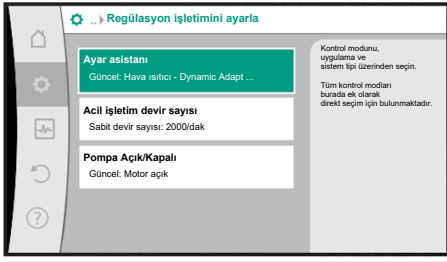 ..▸ Regülasyon işletimini ayarla
Ayar asistanı
Güncel: Hava ısıtıcı - Dynamic Adapt ...
Acil işletim devir sayısı
Sabit devir sayısı: 2000/dak
Pompa Açık/Kapalı
Güncel: Motor açık
Kontrol modunu,
uygulama ve
sistem tipi üzerinden seçin.
Tüm kontrol modları
burada ek olarak
direkt seçim için bulunmaktadır.
?